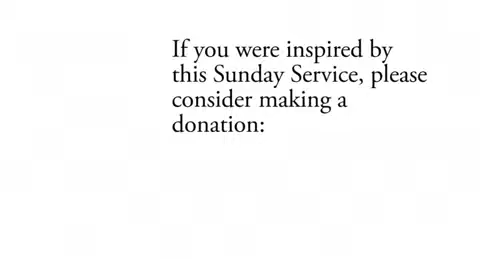 If you were inspired by
this Sunday Service, please
consider making a
donation: